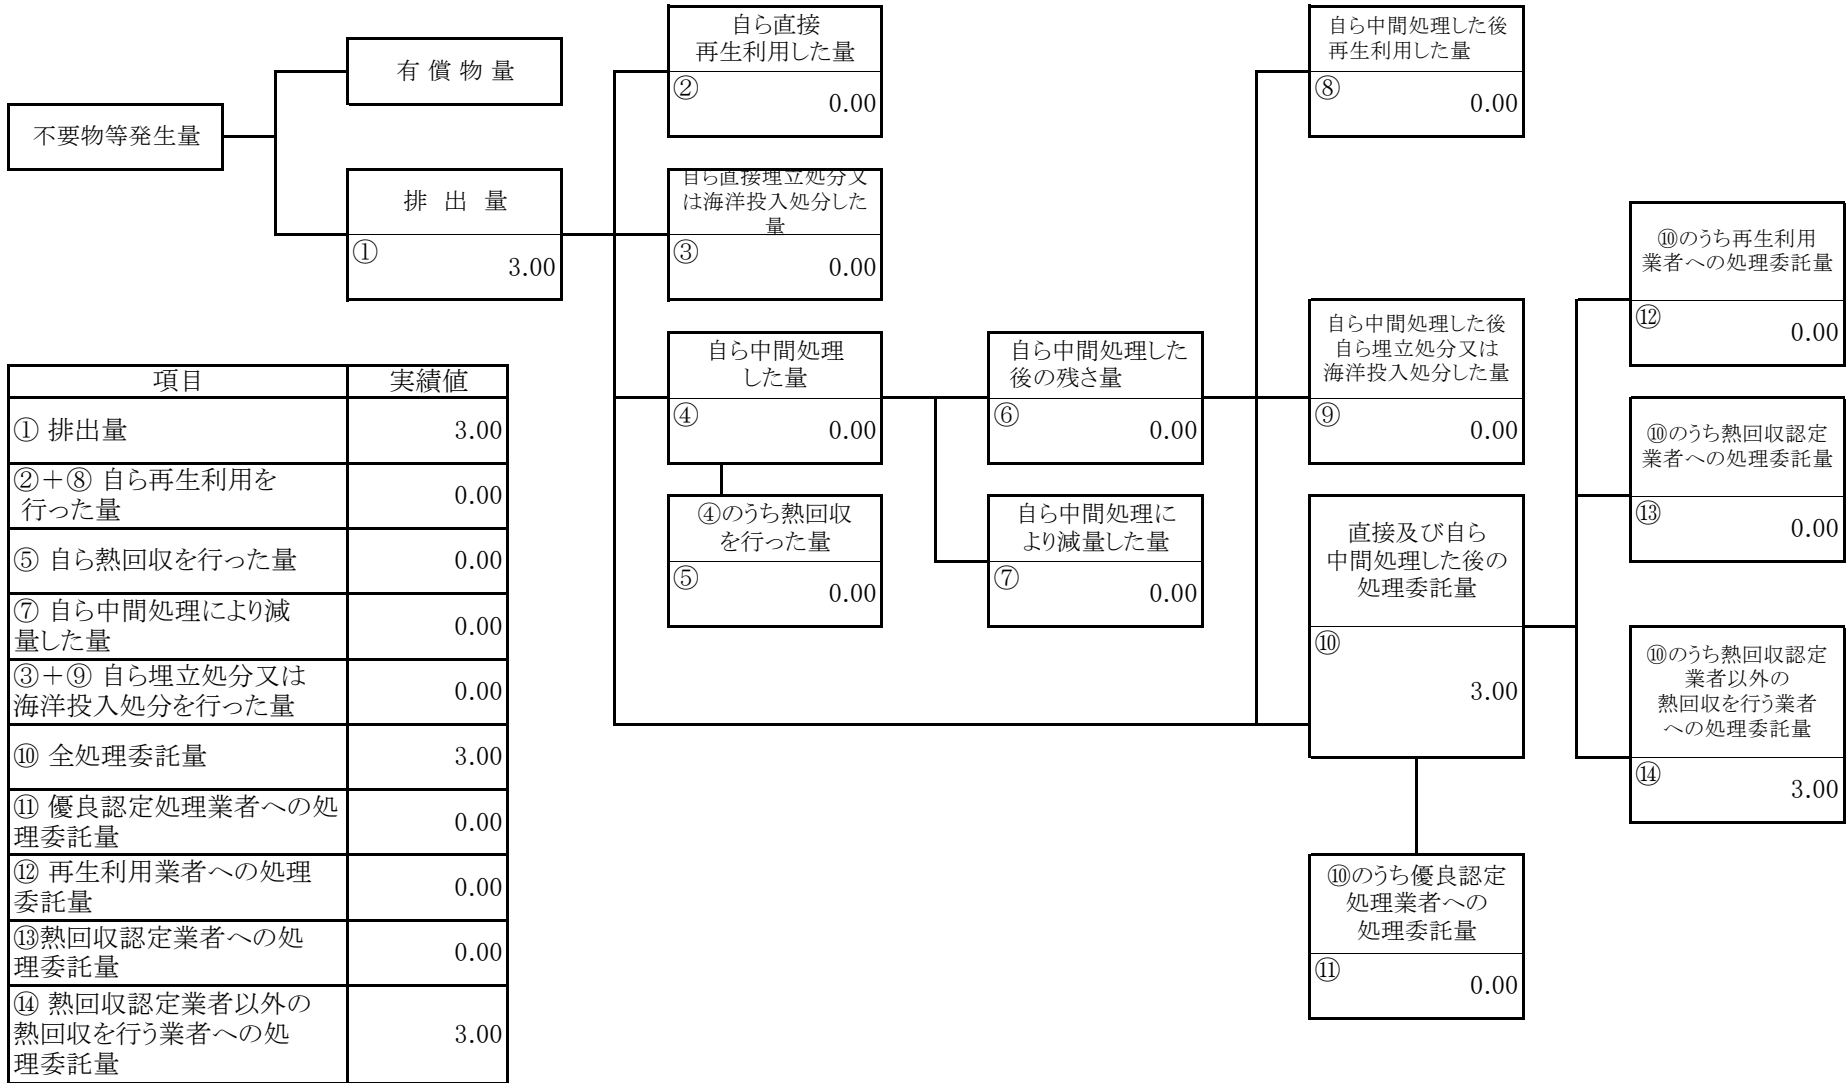 不要物等発生量
有 償 物 量
排 出 量
①
3.00
自ら直接
再生利用した量
②
0.00
自ら直接埋立処分又
は海洋投入処分した
量
③
0.00
自ら中間処理
した量
④
0.00
④のうち熱回収
を行った量
⑤
0.00
自ら中間処理した
後の残さ量
⑥
0.00
自ら中間処理に
より減量した量
⑦
0.00
自ら中間処理した後
再生利用した量
⑧
0.00
自ら中間処理した後
自ら埋立処分又は
海洋投入処分した量
⑨
0.00
直接及び自ら
中間処理した後の
処理委託量
⑩
3.00
⑩のうち優良認定
処理業者への
処理委託量
⑪
0.00
⑩のうち再生利用
業者への処理委託量
⑫
0.00
⑩のうち熱回収認定
業者への処理委託量
⑬
0.00
⑩のうち熱回収認定
業者以外の
熱回収を行う業者
への処理委託量
⑭
3.00
項目 実績値
① 排出量 3.00
②＋⑧ 自ら再生利用を
行った量 0.00
⑤ 自ら熱回収を行った量 0.00
⑦ 自ら中間処理により減
量した量 0.00
③＋⑨ 自ら埋立処分又は
海洋投入処分を行った量 0.00
⑩ 全処理委託量 3.00
⑪ 優良認定処理業者への処
理委託量 0.00
⑫ 再生利用業者への処理
委託量 0.00
⑬熱回収認定業者への処
理委託量 0.00
⑭ 熱回収認定業者以外の
熱回収を行う業者への処
理委託量 3.00